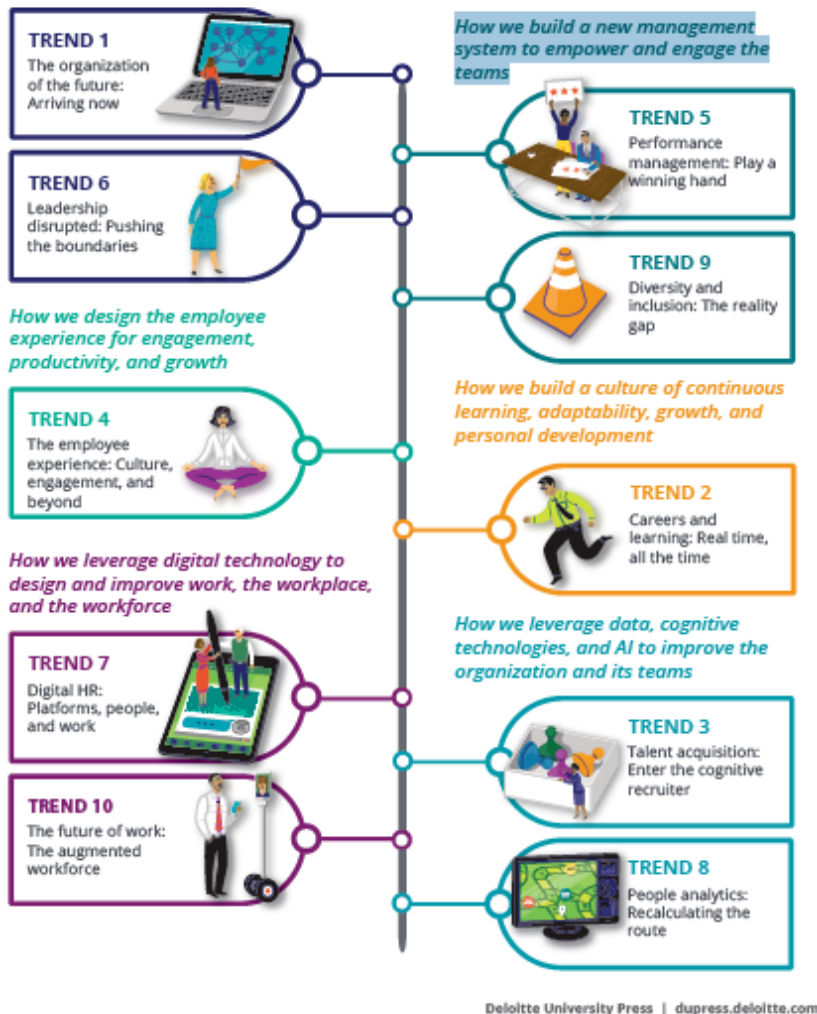 TREND 1
The organization
of the future:
Arriving now
TREND 6
Leadership
disrupted: Pushing
the boundaries
How we design the employee
experience for engagement,
productivity, and growth
TREND 4
The employee
experience: Culture,
engagement, and
beyond
How we leverage digital technology to
design and improve work, the workplace,
and the workforce
TREND 7
Digital HR:
Platforms, people,
and work
TREND 10
The future of work:
The augmented
workforce
How we build a new management
system to empower and engage the
teams
TREND 5
Performance
management: Play a
winning hand
TREND 9
Diversity and
inclusion: The reality
gap
How we build a culture of continuous
learning, adaptability, growth, and
personal development
TREND 2
Careers and
learning: Real time,
all the time
How we leverage data, cognitive
technologies, and AI to improve the
organization and its teams
TREND 3
Talent acquisition:
Enter the cognitive
recruiter
TREND 8
People analytics:
Recalculating the
route
Deloitte University Press | dupress.deloitte.com